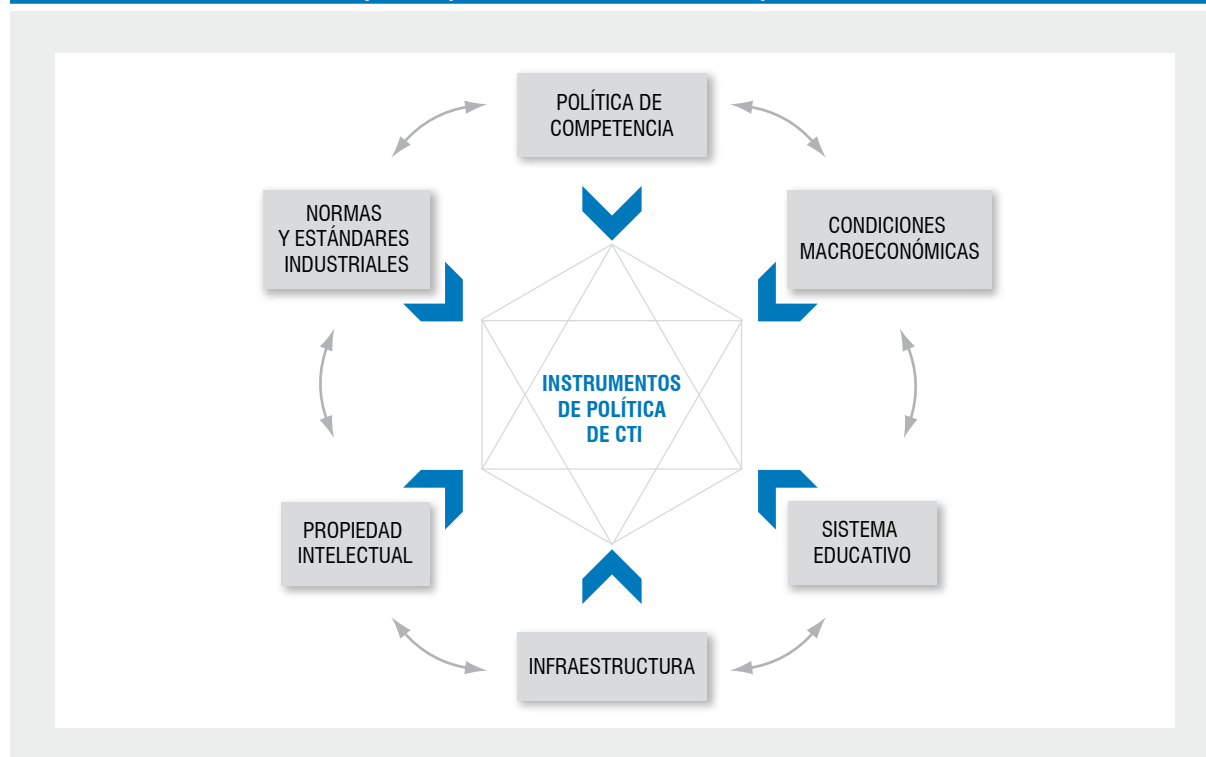 POLÍTICA DE
COMPETENCIA
NORMAS
Y ESTÁNDARES
INDUSTRIALES
CONDICIONES
MACROECONÓMICAS
INSTRUMENTOS
DE POLÍTICA
DE CTI
PROPIEDAD
INTELECTUAL
SISTEMA
EDUCATIVO
INFRAESTRUCTURA